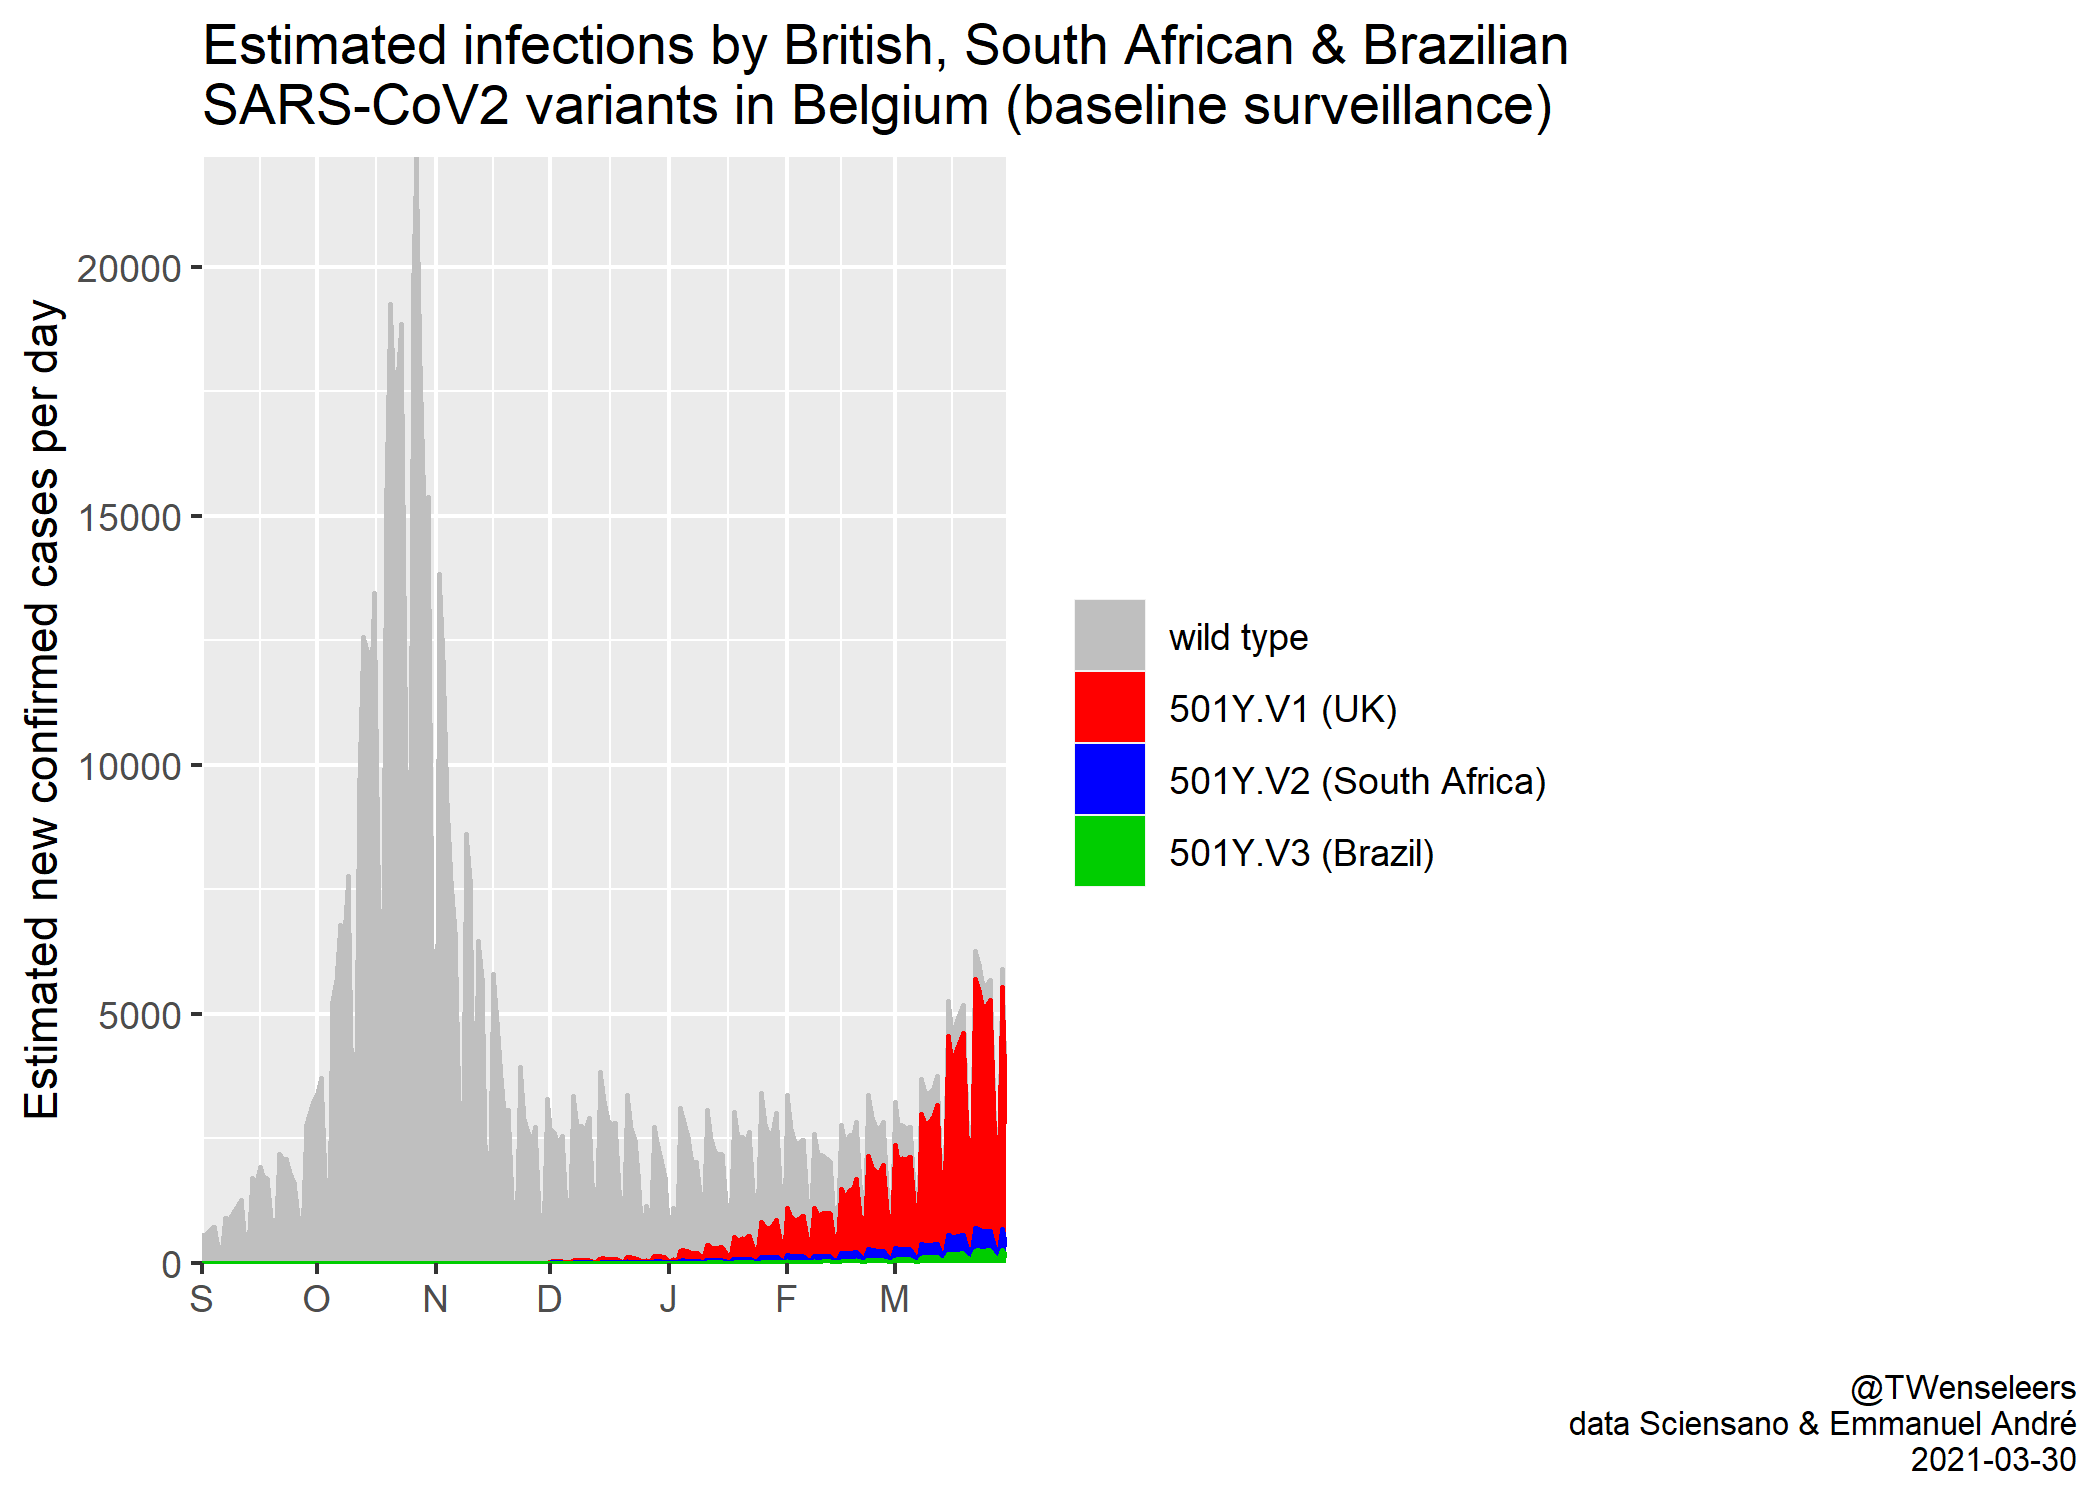 Estimated infections by British, South African & Brazilian
SARS-CoV2 variants in Belgium (baseline surveillance)
Estimated new confirmed cases per day
20000
15000
10000
5000
0
S O N D J F M
wild type
501Y.V1 (UK)
501Y.V2 (South Africa)
501Y.V3 (Brazil)
@TWenseleers
data Sciensano & Emmanuel André
2021-03-30